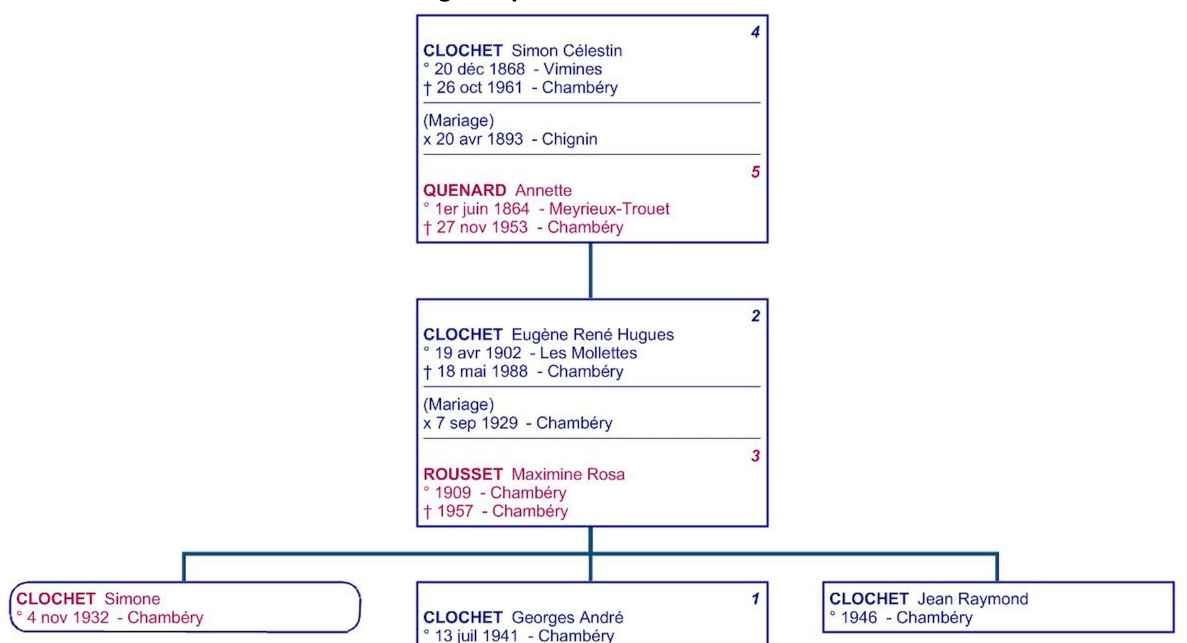 4
CLOCHET Simon Célestin
° 20 déc 1868 - Vimines
† 26 oct 1961 - Chambéry
(Mariage)
x 20 avr 1893 - Chignin
5
QUENARD Annette
° 1er juin 1864 - Meyrieux-Trouet
† 27 nov 1953 - Chambéry
2
CLOCHET Eugène René Hugues
° 19 avr 1902 - Les Mollettes
† 18 mai 1988 - Chambéry
(Mariage)
x 7 sep 1929 - Chambéry
3
ROUSSET Maximine Rosa
° 1909 - Chambéry
† 1957 - Chambéry
CLOCHET Simone
° 4 nov 1932 - Chambéry
1
CLOCHET Georges André
° 13 juil 1941 - Chambéry
CLOCHET Jean Raymond
° 1946 - Chambéry